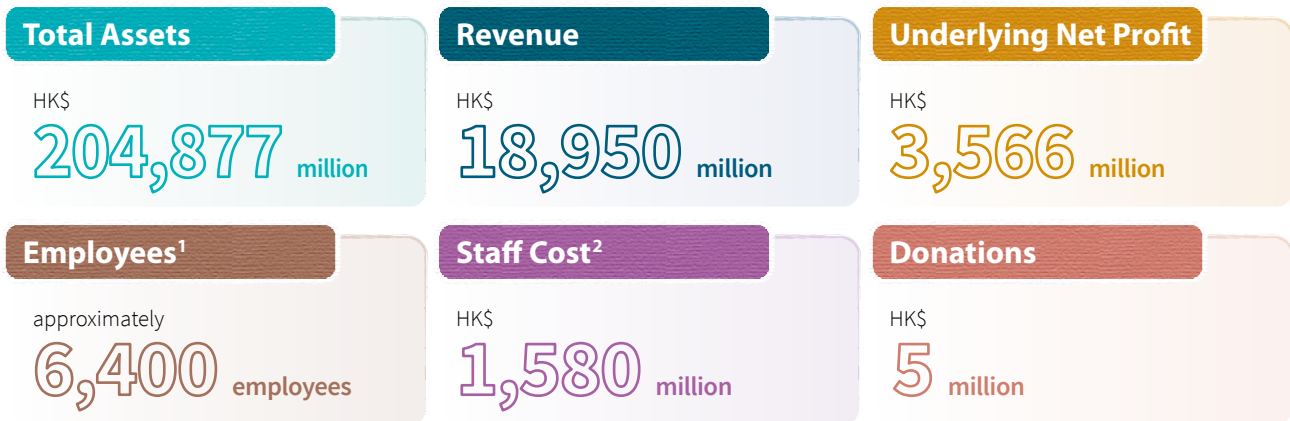 Total Assets
HK$
204,877 million
Revenue
HK$
18,950 million
Underlying Net Profit
HK$
3,566 million
Employees¹
approximately
6,400 employees
Staff Cost²
HK$
1,580 million
Donations
HK$
5 million